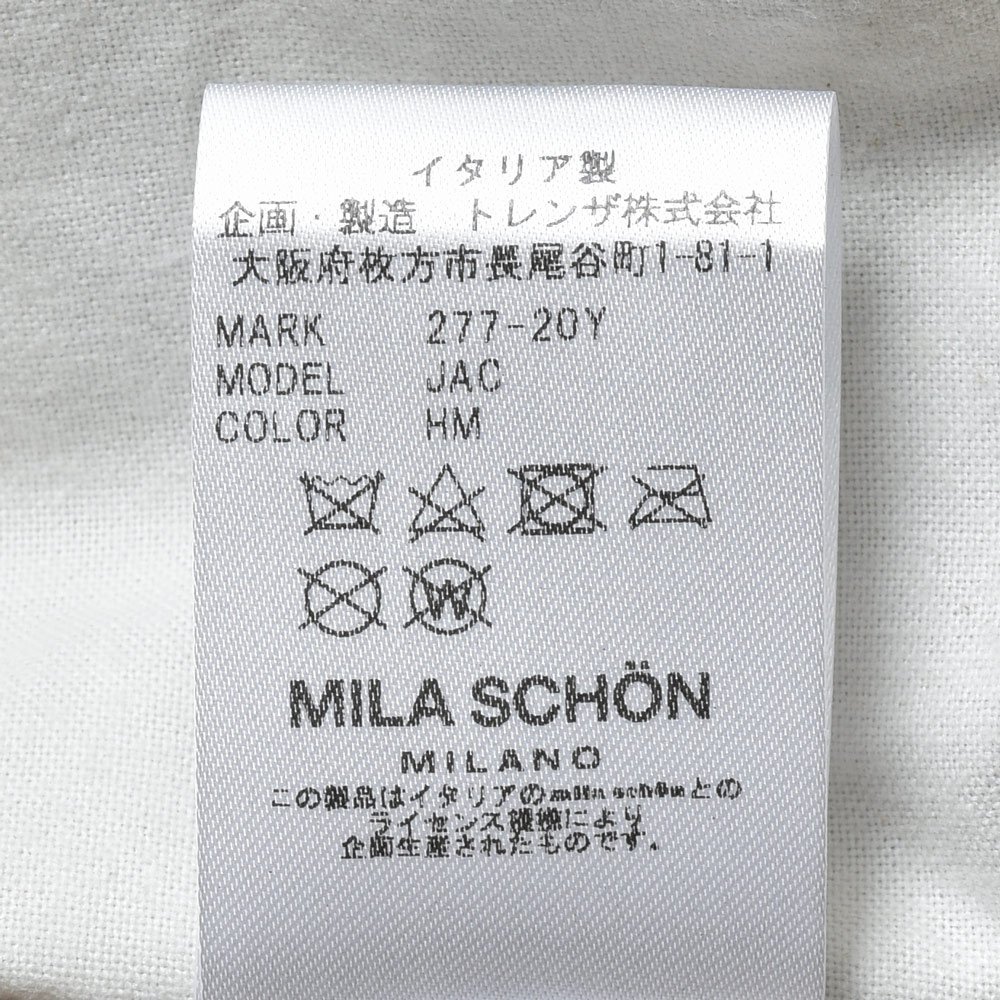 イタリア製
企画・製造 トレンザ株式会社
大阪府枚方市長尾谷町1-81-1
MARK 277-20Y
MODEL JAC
COLOR HM
W
MILA SCHÖN
MILANO
この製品はイタリアのmila schönとの
ライセンス提携により
企画生産されたものです。